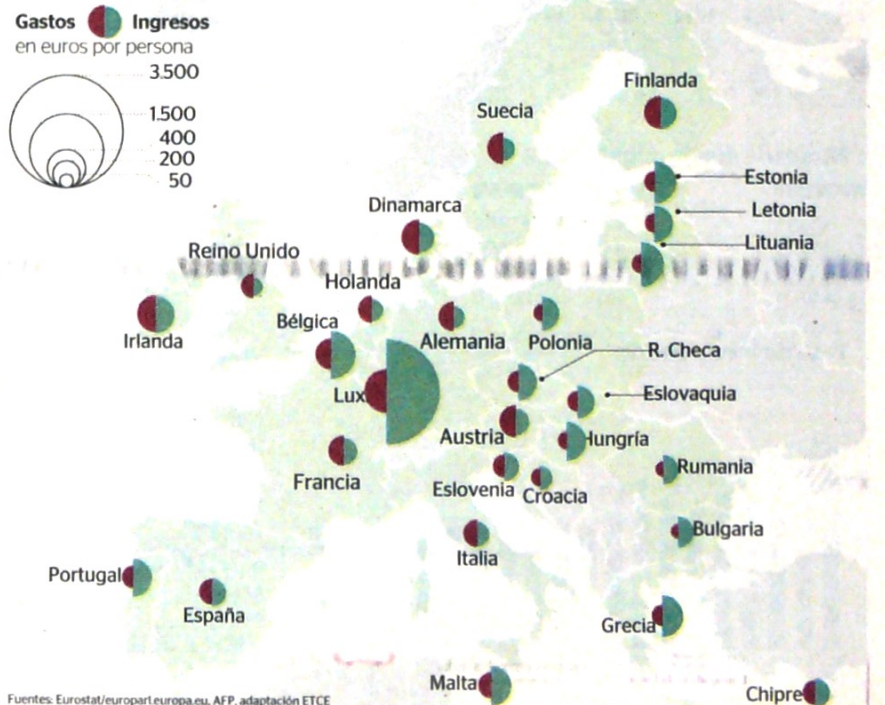 Gastos Ingresos
en euros por persona
3.500
1.500
400
200
50
Finlanda
Suecia
Estonia
Letonia
Dinamarca
Lituania
Reino Unido
Holanda
Bélgica
Irlanda
Alemania
Polonia
R. Checa
Lux
Eslovaquia
Austria
Hungría
Francia
Eslovenia
Croacia
Rumania
Bulgaria
Italia
Portugal
España
Grecia
Malta
Chipre
Fuentes: Eurostat/europarl.europa.eu, AFP, adaptación ETCE